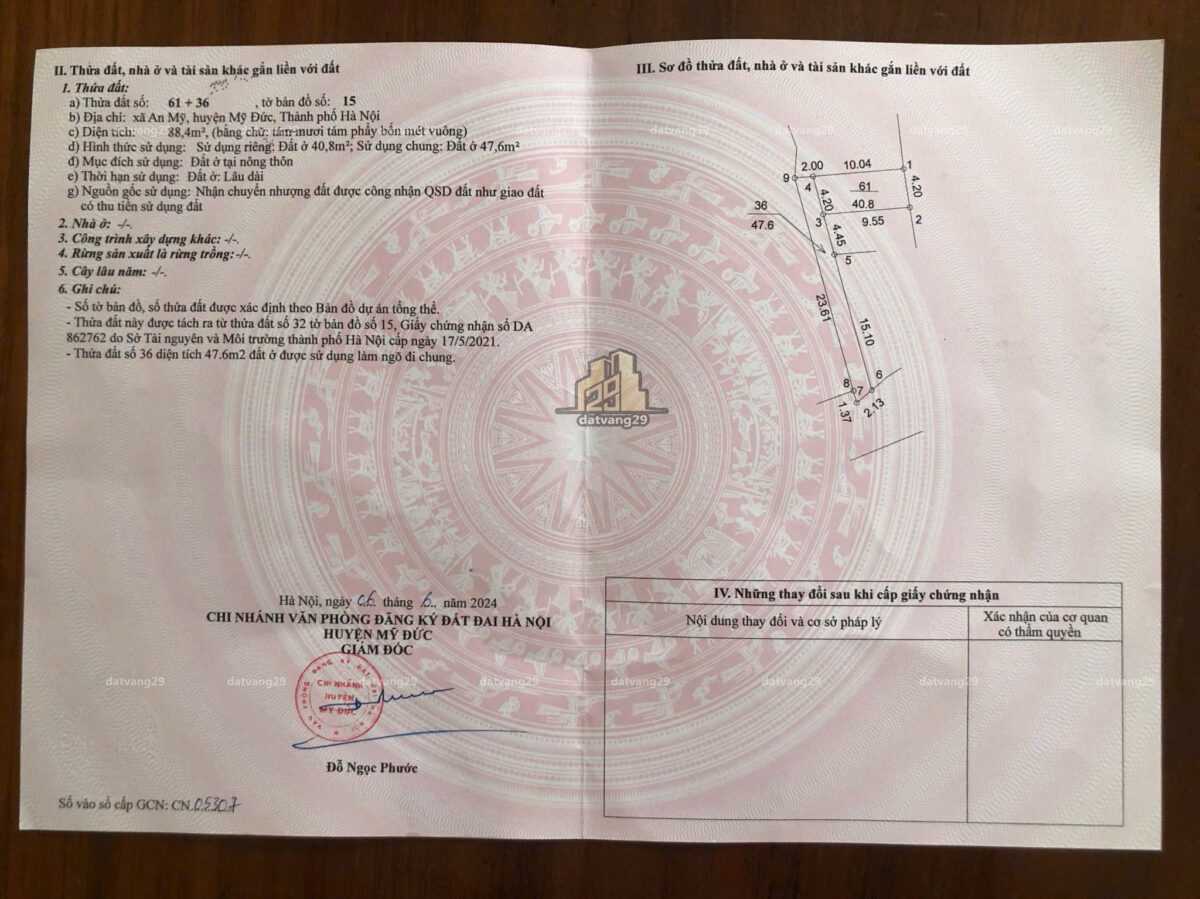 II. Thửa đất, nhà ở và tài sản khác gắn liền với đất
1. Thửa đất:
a) Thửa đất số: 61 + 36 , tờ bản đồ số: 15
b) Địa chỉ: xã An Mỹ, huyện Mỹ Đức, Thành phố Hà Nội
c) Diện tích: 88,4m², (bằng chữ: tám mươi tám phẩy bốn mét vuông)
d) Hình thức sử dụng: Sử dụng riêng: Đất ở 40,8m²; Sử dụng chung: Đất ở 47,6m²
đ) Mục đích sử dụng: Đất ở tại nông thôn
e) Thời hạn sử dụng: Đất ở: Lâu dài
g) Nguồn gốc sử dụng: Nhận chuyển nhượng đất được công nhận QSD đất như giao đất
có thu tiền sử dụng đất
2. Nhà ở: -/-.
3. Công trình xây dựng khác: -/-.
4. Rừng sản xuất là rừng trồng: -/-.
5. Cây lâu năm: -/-.
6. Ghi chú:
- Số tờ bản đồ, số thửa đất được xác định theo Bản đồ dự án tổng thể.
- Thửa đất này được tách ra từ thửa đất số 32 tờ bản đồ số 15, Giấy chứng nhận số DA
862762 do Sở Tài nguyên và Môi trường thành phố Hà Nội cấp ngày 17/5/2021.
- Thửa đất số 36 diện tích 47.6m2 đất ở được sử dụng làm ngõ đi chung.
Hà Nội, ngày 06 tháng 6 năm 2024
CHI NHÁNH VĂN PHÒNG ĐĂNG KÝ ĐẤT ĐAI HÀ NỘI
HUYỆN MỸ ĐỨC
GIÁM ĐỐC
CHI NHÁNH
HUYỆN
MỸ ĐỨC
Đỗ Ngọc Phước
Số vào sổ cấp GCN: CN 05307
III. Sơ đồ thửa đất, nhà ở và tài sản khác gắn liền với đất
2.00 10.04 1
9 4 61 4.20
4.20 40.8
36 3 9.55 2
47.6 4.45
5
23.61
15.10
6
8 7
1.37 2.13
29
datvang29
IV. Những thay đổi sau khi cấp giấy chứng nhận
Nội dung thay đổi và cơ sở pháp lý
Xác nhận của cơ quan
có thẩm quyền
datvang29 datvang29 datvang29 datvang29 datvang29